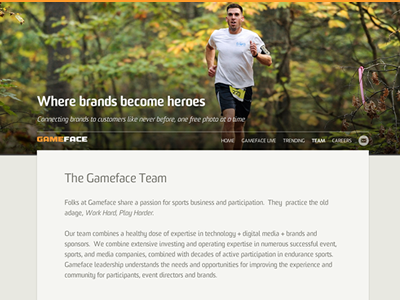 Where brands become heroes
Connecting brands to customers like never before, one free photo at a time
GAMEFACE HOME GAMEFACE LIVE TRENDING TEAM CAREERS
The Gameface Team
Folks at Gameface share a passion for sports business and participation. They practice the old
adage, Work Hard, Play Harder.
Our team combines a healthy dose of expertise in technology + digital media + brands and
sponsors. We combine extensive investing and operating expertise in numerous successful event,
sports, and media companies, combined with decades of active participation in endurance sports.
Gameface leadership understands the needs and opportunities for improving the experience and
community for participants, event directors and brands.